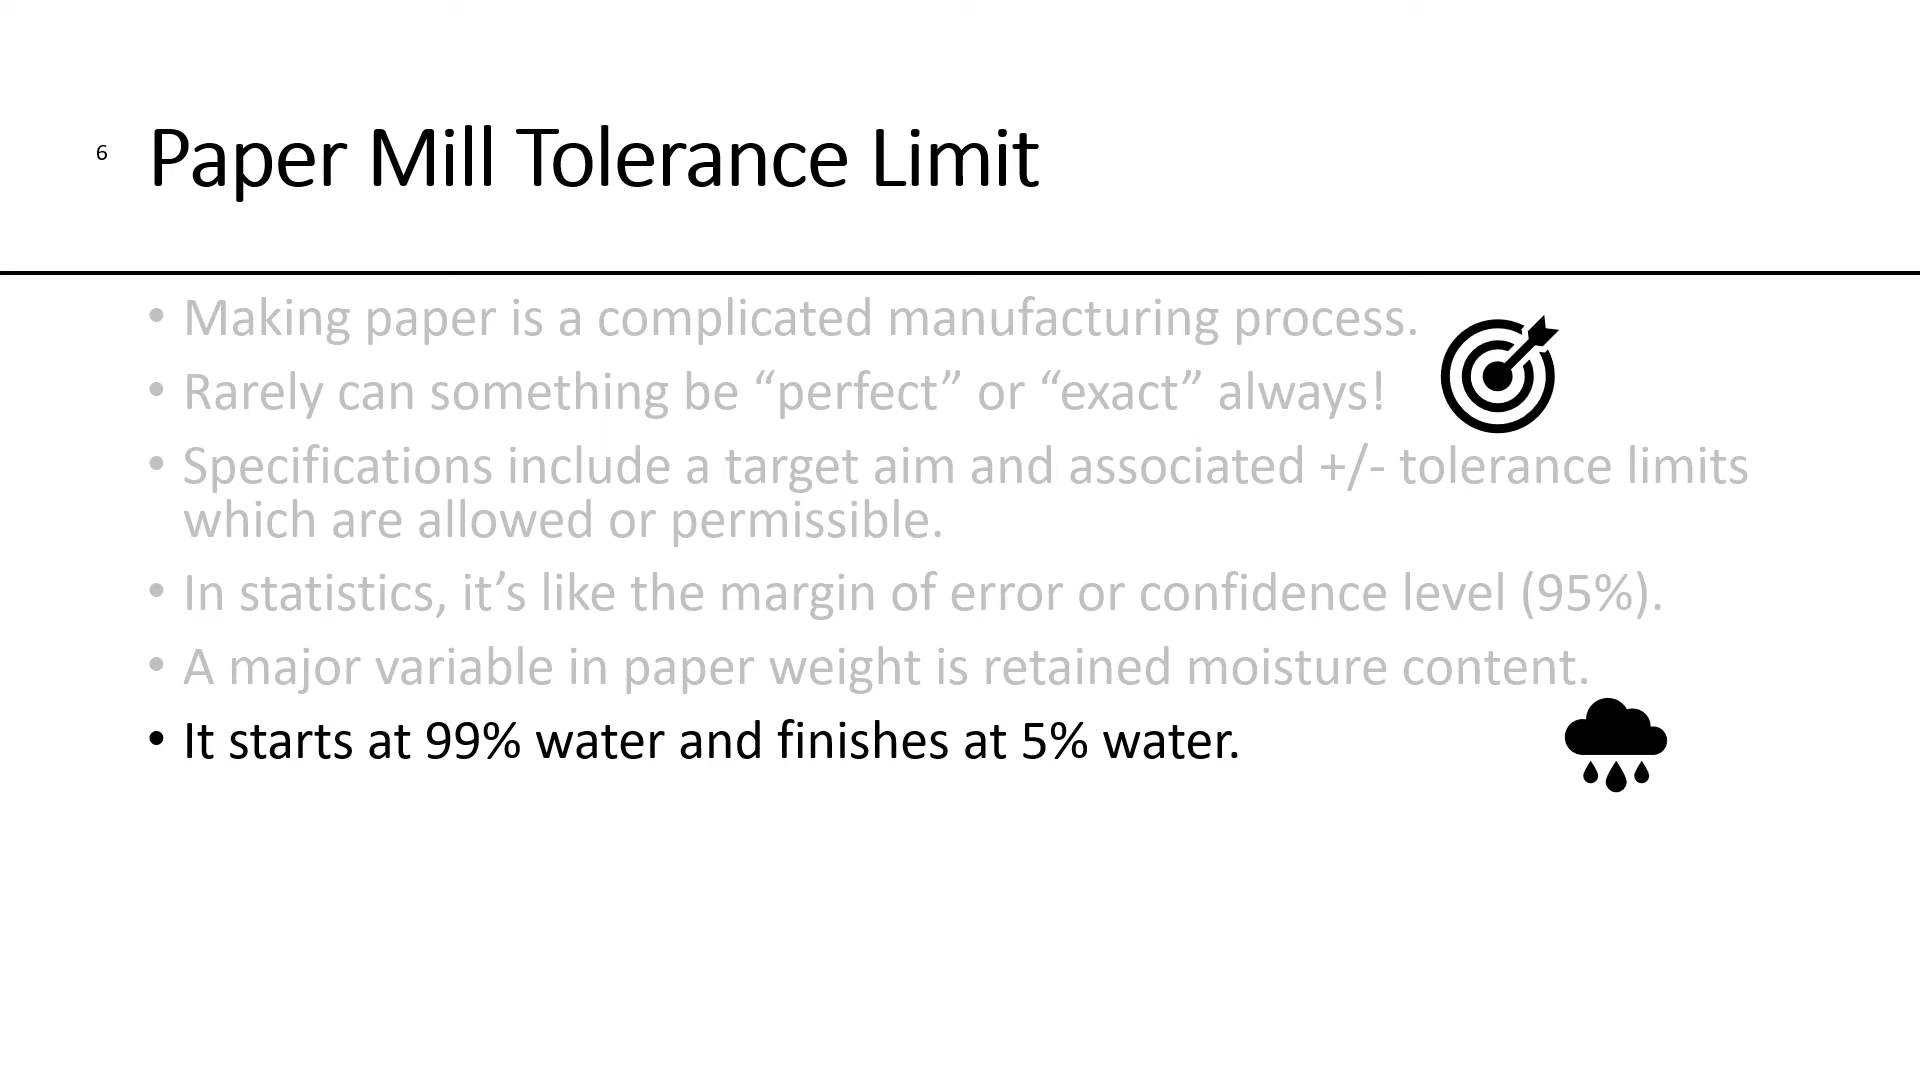 6
Paper Mill Tolerance Limit
• Making paper is a complicated manufacturing process.
• Rarely can something be “perfect” or “exact” always!
• Specifications include a target aim and associated +/- tolerance limits
which are allowed or permissible.
• In statistics, it’s like the margin of error or confidence level (95%).
• A major variable in paper weight is retained moisture content.
• It starts at 99% water and finishes at 5% water.